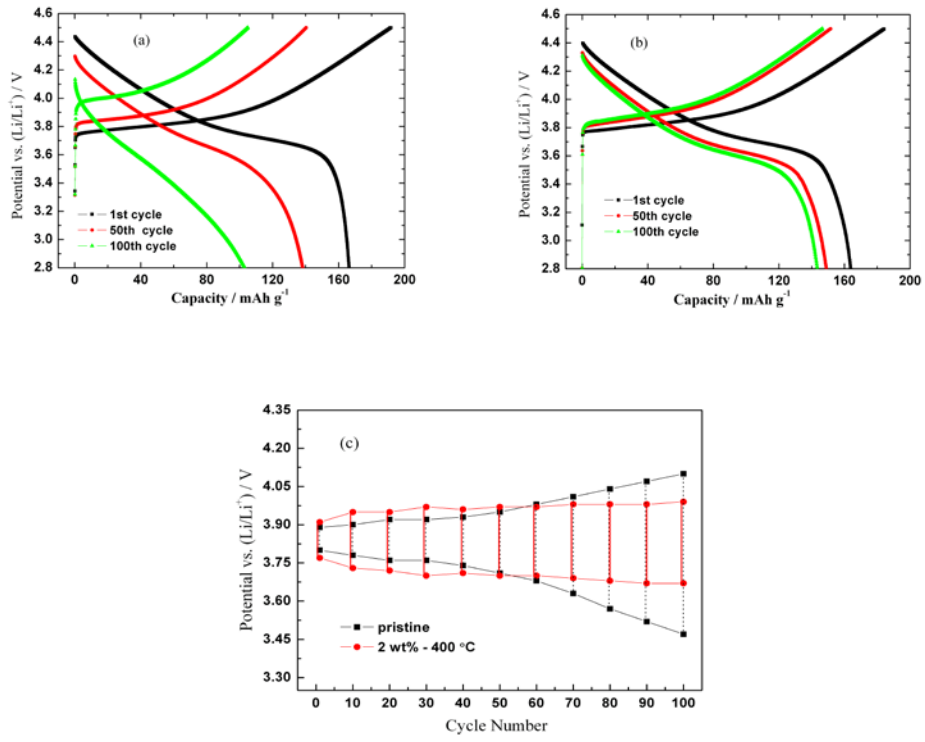 (a)
Potential vs. (Li/Li⁺) / V
4.6
4.4
4.2
4.0
3.8
3.6
3.4
3.2
3.0
2.8
1st cycle
50th cycle
100th cycle
0 40 80 120 160 200
Capacity / mAh g⁻¹
(b)
Potential vs. (Li/Li⁺) / V
4.6
4.4
4.2
4.0
3.8
3.6
3.4
3.2
3.0
2.8
1st cycle
50th cycle
100th cycle
0 40 80 120 160 200
Capacity / mAh g⁻¹
(c)
Potential vs. (Li/Li⁺) / V
4.35
4.20
4.05
3.90
3.75
3.60
3.45
3.30
pristine
2 wt% - 400 °C
0 10 20 30 40 50 60 70 80 90 100
Cycle Number